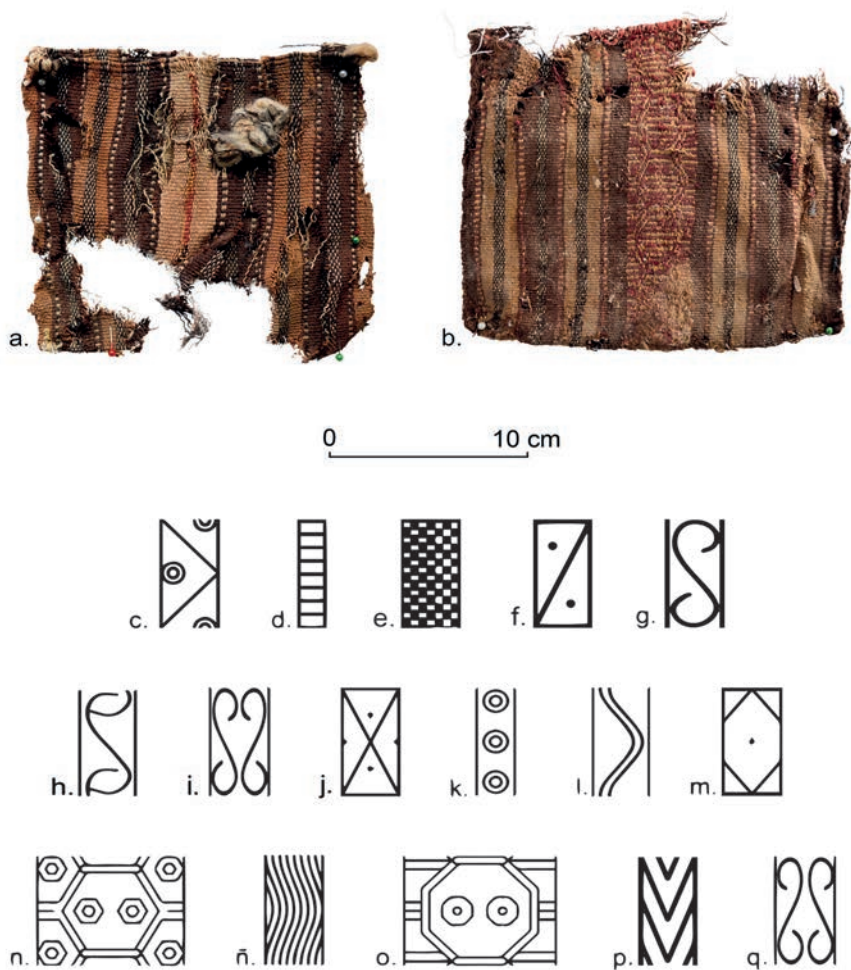 a.
b.
0 10 cm
c. d. e. f. g.
h. i. j. k. l. m.
n. ñ. o. p. q.